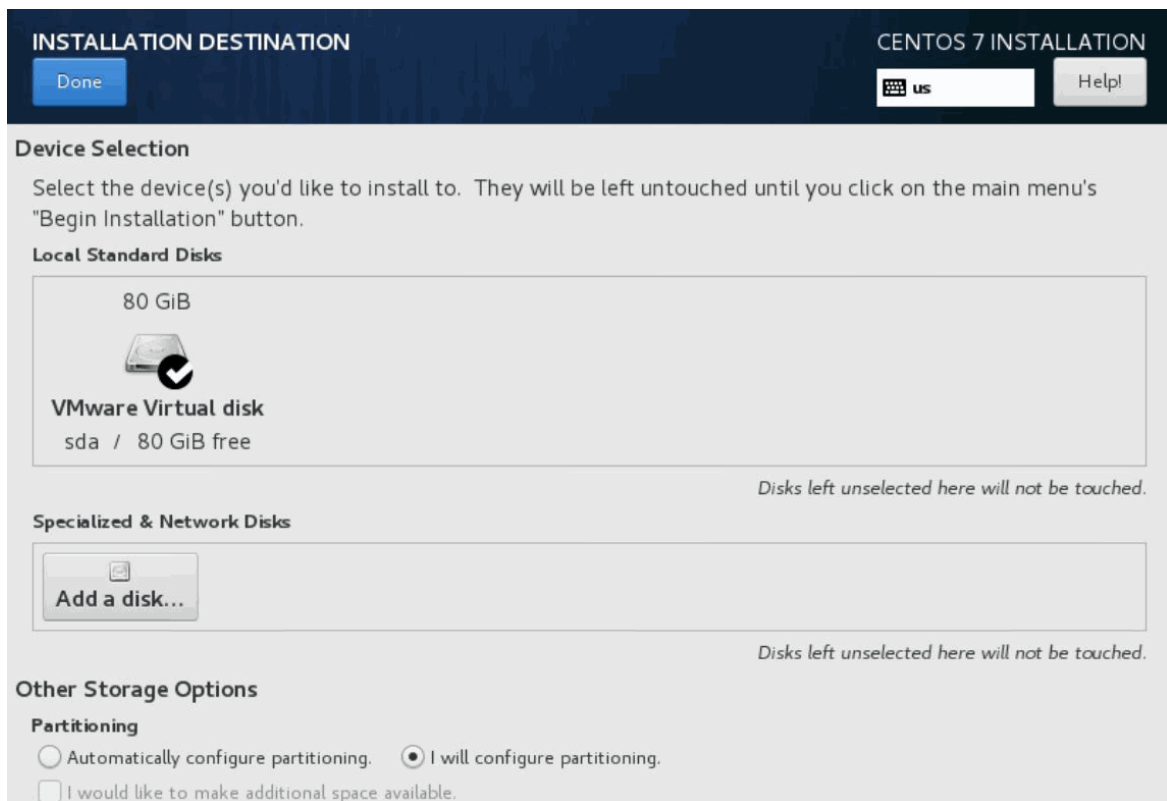 INSTALLATION DESTINATION
CENTOS 7 INSTALLATION
Done
us
Help!
Device Selection
Select the device(s) you'd like to install to.  They will be left untouched until you click on the main menu's
"Begin Installation" button.
Local Standard Disks
80 GiB
VMware Virtual disk
sda / 80 GiB free
Disks left unselected here will not be touched.
Specialized & Network Disks
Add a disk...
Disks left unselected here will not be touched.
Other Storage Options
Partitioning
Automatically configure partitioning. I will configure partitioning.
I would like to make additional space available.